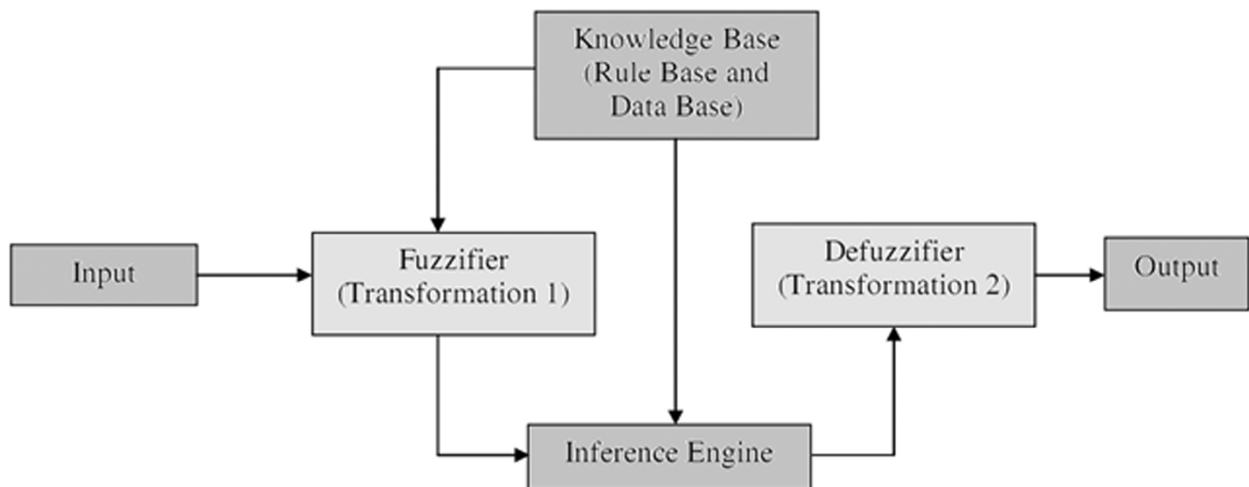 Knowledge Base
(Rule Base and
Data Base)
Input
Fuzzifier
(Transformation 1)
Defuzzifier
(Transformation 2)
Output
Inference Engine